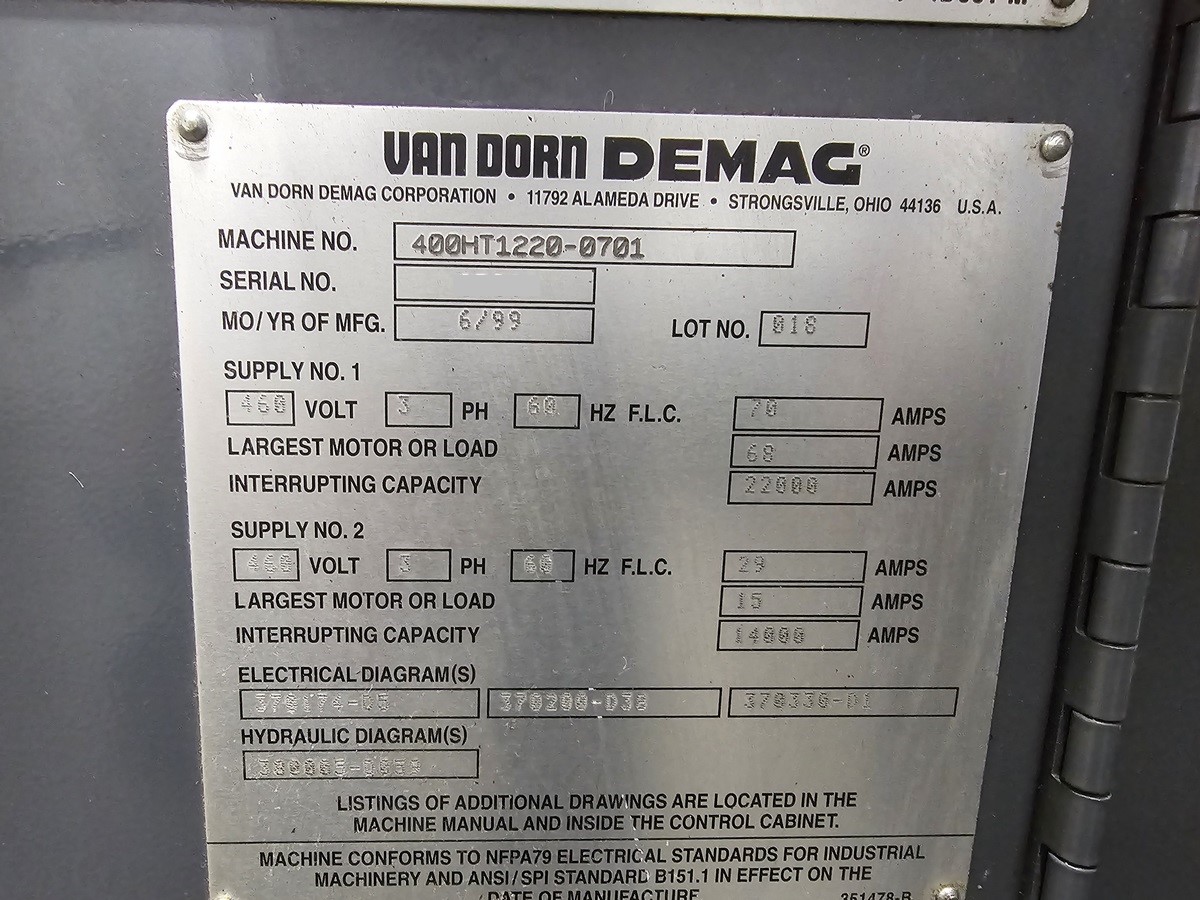 VAN DORN DEMAG®
VAN DORN DEMAG CORPORATION • 11792 ALAMEDA DRIVE • STRONGSVILLE, OHIO 44136 U.S.A.
MACHINE NO. 400HT1220-0701
SERIAL NO.
MO/YR OF MFG. 6/99 LOT NO. 018
SUPPLY NO. 1
460 VOLT 3 PH 60 HZ F.L.C. 70 AMPS
LARGEST MOTOR OR LOAD 68 AMPS
INTERRUPTING CAPACITY 22000 AMPS
SUPPLY NO. 2
460 VOLT 3 PH 60 HZ F.L.C. 29 AMPS
LARGEST MOTOR OR LOAD 15 AMPS
INTERRUPTING CAPACITY 14000 AMPS
ELECTRICAL DIAGRAM(S)
370200-D38 370330-D1
HYDRAULIC DIAGRAM(S)
LISTINGS OF ADDITIONAL DRAWINGS ARE LOCATED IN THE
MACHINE MANUAL AND INSIDE THE CONTROL CABINET.
MACHINE CONFORMS TO NFPA79 ELECTRICAL STANDARDS FOR INDUSTRIAL
MACHINERY AND ANSI/SPI STANDARD B151.1 IN EFFECT ON THE
DATE OF MANUFACTURE 351478-B